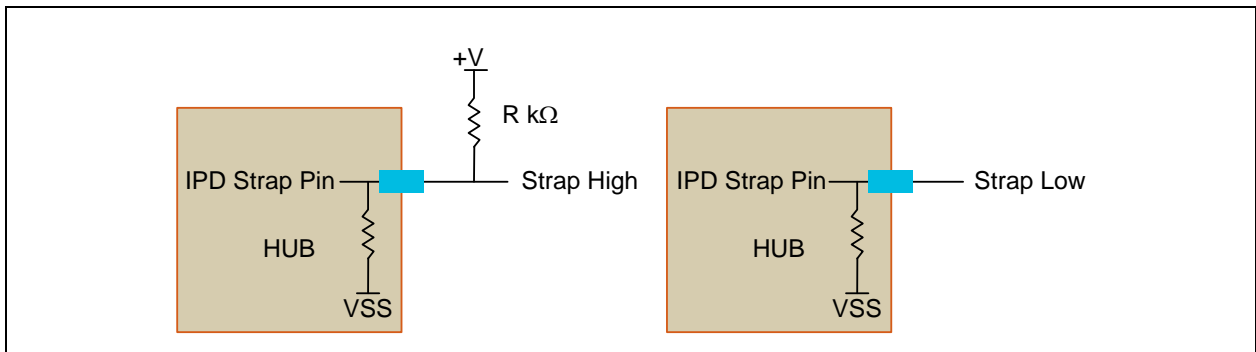 +V
R kΩ
IPD Strap Pin
Strap High
HUB
VSS
IPD Strap Pin
Strap Low
HUB
VSS